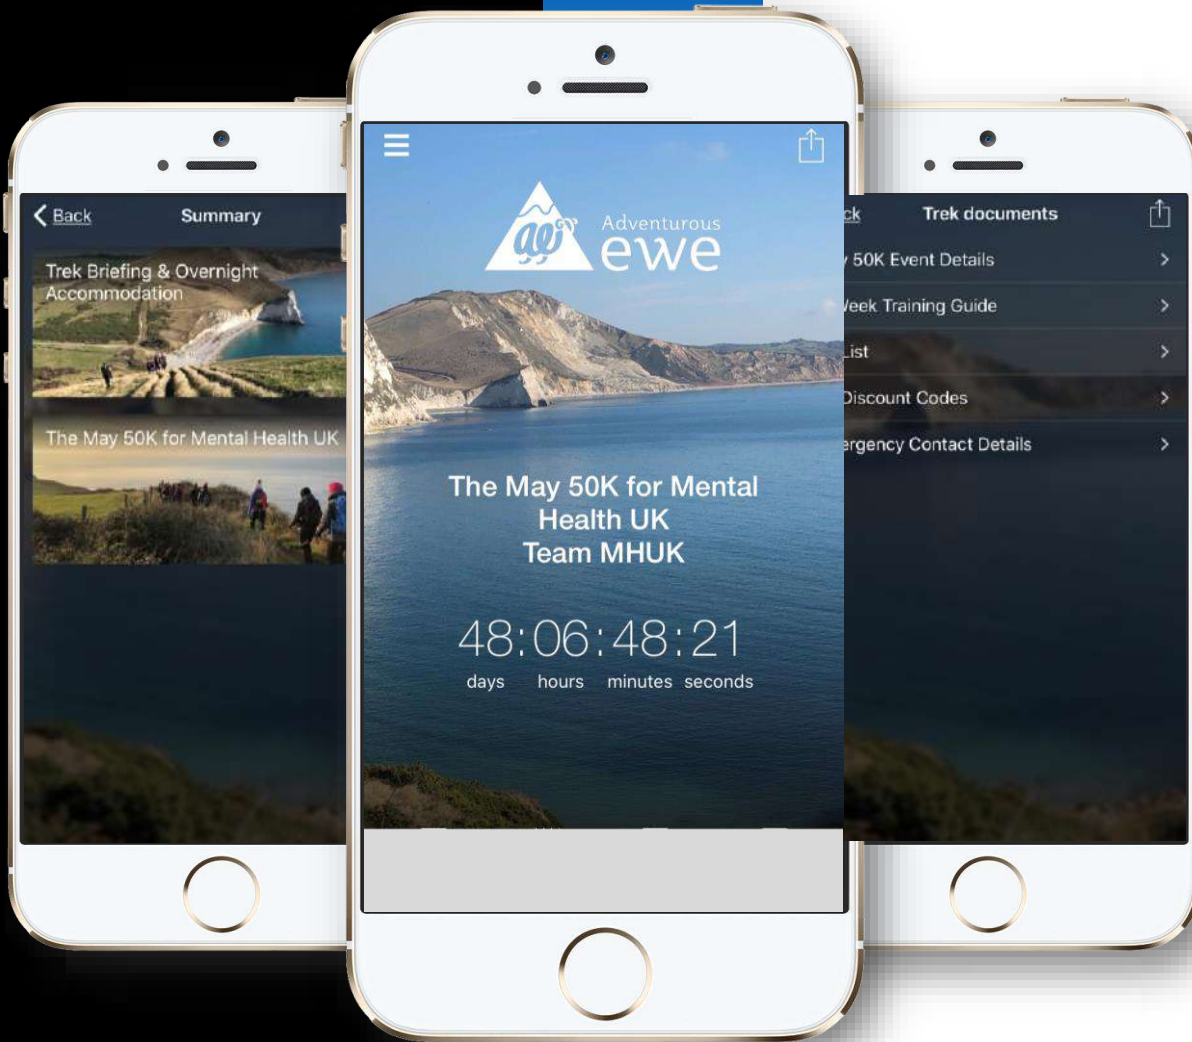 Back
Summary
Trek Briefing & Overnight
Accommodation
The May 50K for Mental Health UK
ae
Adventurous
ewe
The May 50K for Mental
Health UK
Team MHUK
48:06:48:21
days hours minutes seconds
Trek documents
50K Event Details
Training Guide
List
Discount Codes
Contact Details